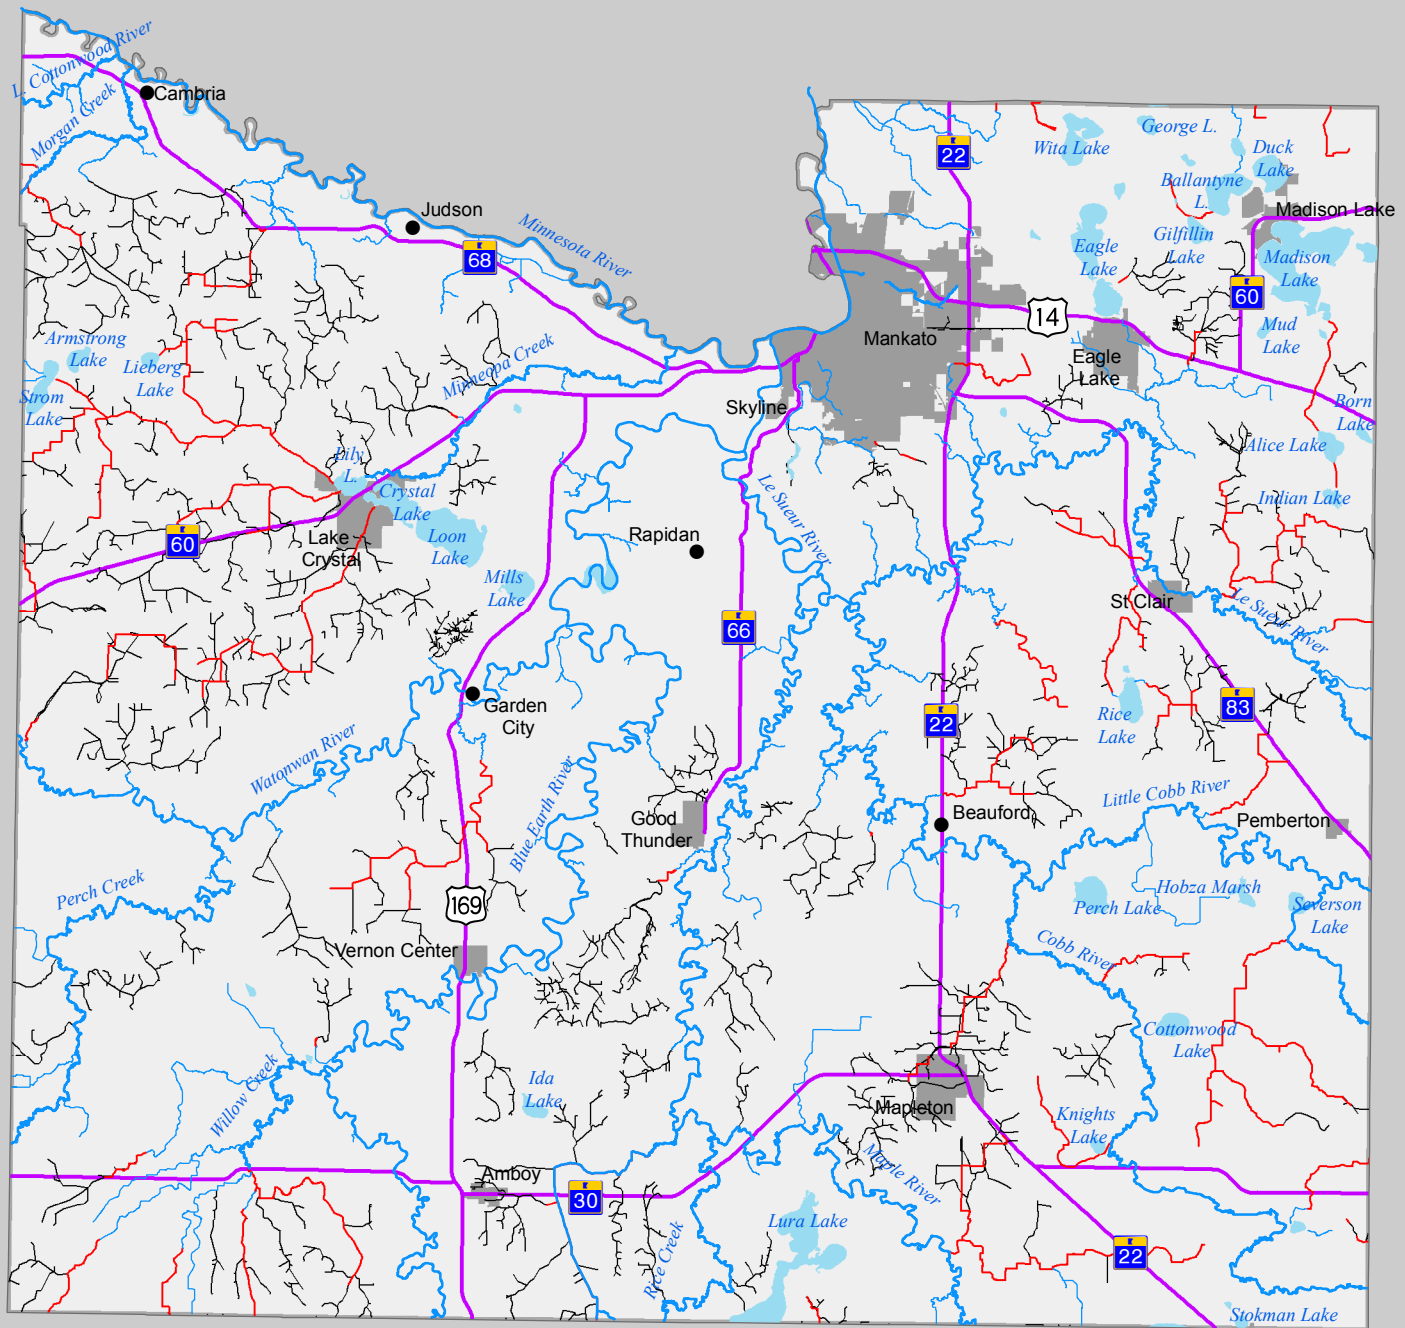 L. Cottonwood River
Cambria
Morgan Creek
George L.
Wita Lake
Duck
Lake
22
Ballantyne
L.
Madison Lake
Judson
Minnesota River
68
Eagle
Lake
Gilfillin
Lake
Madison
Lake
60
14
Mankato
Mud
Lake
Armstrong
Lake
Lieberg
Lake
Minneopa Creek
Eagle
Lake
Strom
Lake
Skyline
Born
Lake
Alice Lake
Lily
L.
Crystal
Lake
Indian Lake
Le Sueur River
60
Lake
Crystal
Loon
Lake
Rapidan
Mills
Lake
St Clair
Le Sueur River
66
Garden
City
22
Rice
Lake
83
Watonwan River
Blue Earth River
Little Cobb River
Good
Thunder
Beauford
Pemberton
Perch Creek
169
Perch Lake
Hobza Marsh
Severson
Lake
Vernon Center
Cobb River
Cottonwood
Lake
Willow Creek
Ida
Lake
Mapleton
Knights
Lake
Amboy
30
Maple River
Rice Creek
Lura Lake
22
Stokman Lake